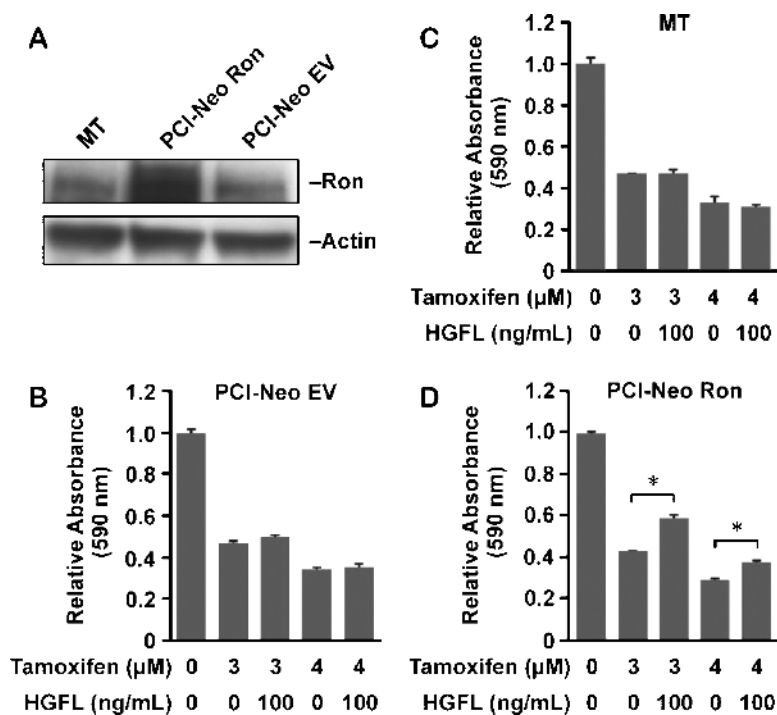 A
MT
PCI-Neo Ron
PCI-Neo EV
–Ron
–Actin
C
MT
Relative Absorbance
(590 nm)
1.2
1.0
0.8
0.6
0.4
0.2
0
Tamoxifen (µM) 0 3 3 4 4
HGFL (ng/mL) 0 0 100 0 100
B
PCI-Neo EV
Relative Absorbance
(590 nm)
1.2
1.0
0.8
0.6
0.4
0.2
0
Tamoxifen (µM) 0 3 3 4 4
HGFL (ng/mL) 0 0 100 0 100
D
PCI-Neo Ron
Relative Absorbance
(590 nm)
1.2
1.0
0.8
0.6
0.4
0.2
0
* *
Tamoxifen (µM) 0 3 3 4 4
HGFL (ng/mL) 0 0 100 0 100